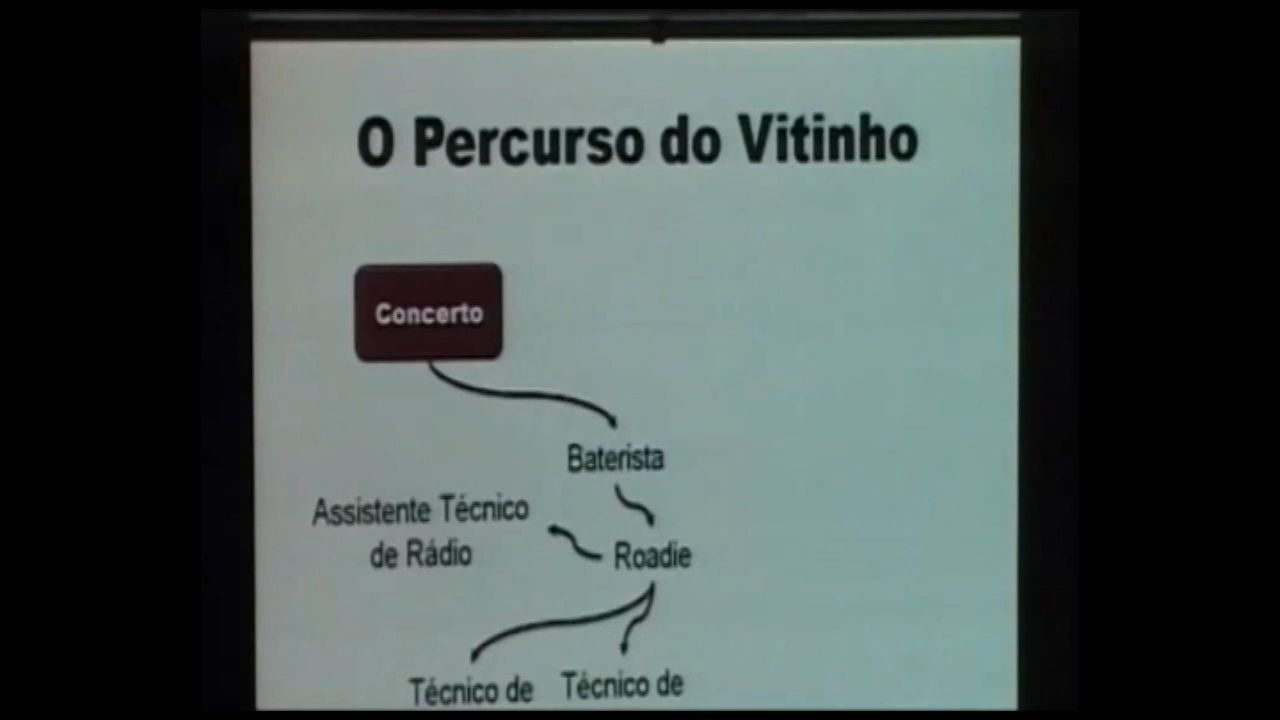 O Percurso do Vitinho
Concerto
Baterista
Assistente Técnico
de Rádio
Roadie
Técnico de
Técnico de